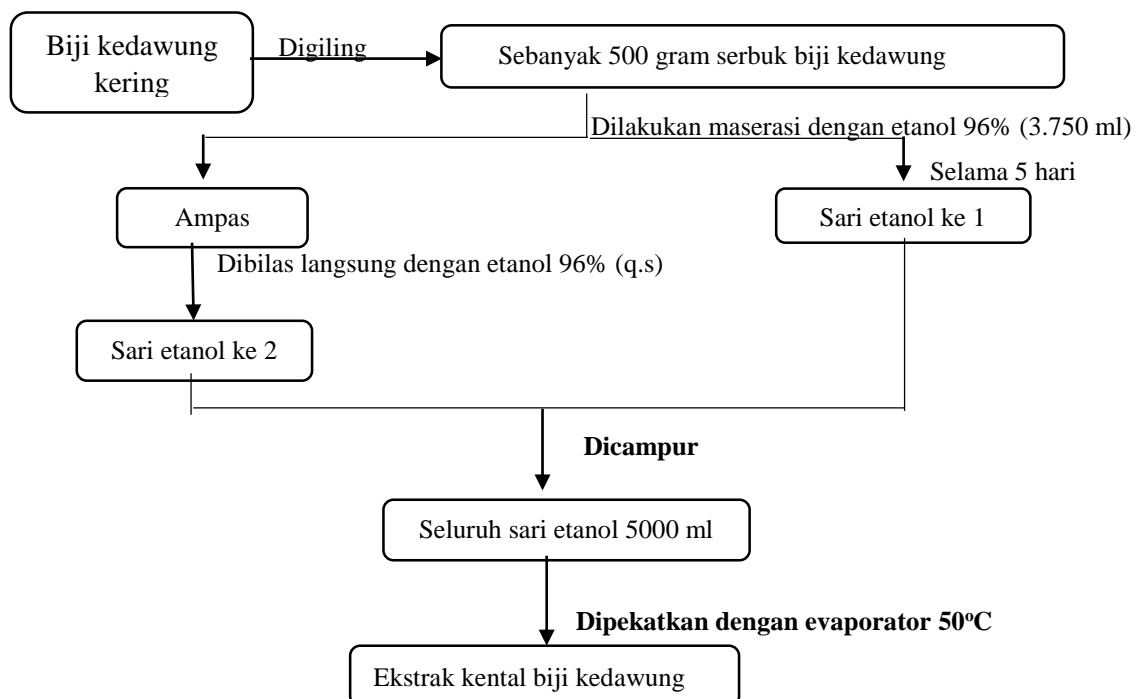 Biji kedawung
kering
Digiling
Sebanyak 500 gram serbuk biji kedawung
Dilakukan maserasi dengan etanol 96% (3.750 ml)
Selama 5 hari
Ampas
Sari etanol ke 1
Dibilas langsung dengan etanol 96% (q.s)
Sari etanol ke 2
Dicampur
Seluruh sari etanol 5000 ml
Dipekatkan dengan evaporator 50°C
Ekstrak kental biji kedawung